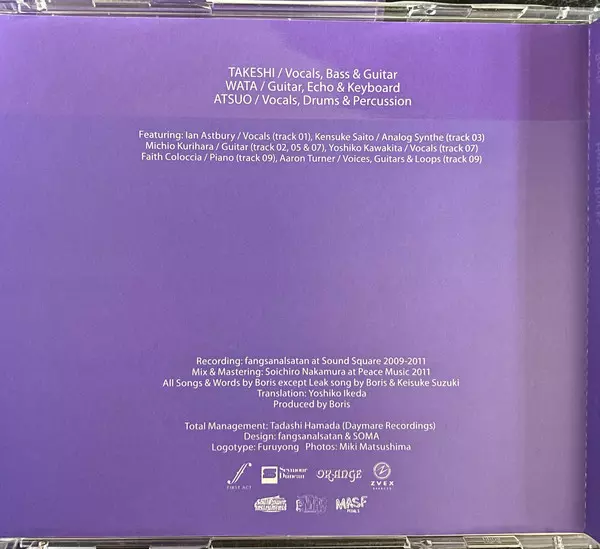 TAKESHI / Vocals, Bass & Guitar
WATA / Guitar, Echo & Keyboard
ATSUO / Vocals, Drums & Percussion
Featuring: Ian Astbury / Vocals (track 01), Kensuke Saito / Analog Synthe (track 03)
Michio Kurihara / Guitar (track 02, 05 & 07), Yoshiko Kawakita / Vocals (track 07)
Faith Coloccia / Piano (track 09), Aaron Turner / Voices, Guitars & Loops (track 09)
Recording: fangsanalsatan at Sound Square 2009-2011
Mix & Mastering: Soichiro Nakamura at Peace Music 2011
All Songs & Words by Boris except Leak song by Boris & Keisuke Suzuki
Translation: Yoshiko Ikeda
Produced by Boris
Total Management: Tadashi Hamada (Daymare Recordings)
Design: fangsanalsatan & SOMA
Logotype: Furuyong Photos: Miki Matsushima
FIRST ACT Seymour Duncan ORANGE ZVEX
MASF